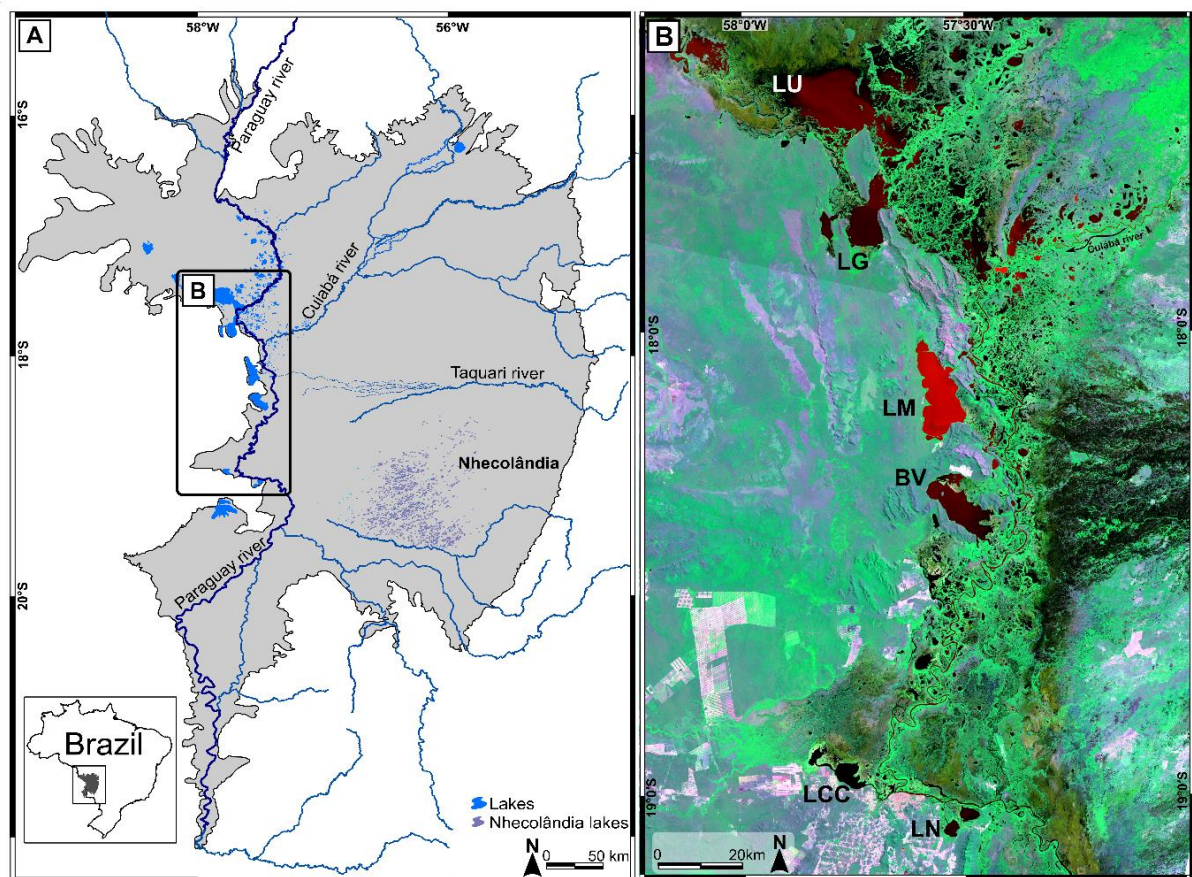 A
58°W
56°W
16°S
Paraguay river
Cuiabá river
B
18°S
Taquari river
Nhecolândia
Paraguay river
20°S
Brazil
Lakes
Nhecolândia lakes
N
0 50 km
B
58°0'W
57°30'W
LU
LG
Cuiabá river
18°0'S
18°0'S
LM
BV
19°0'S
19°0'S
LCC
LN
0 20km
N